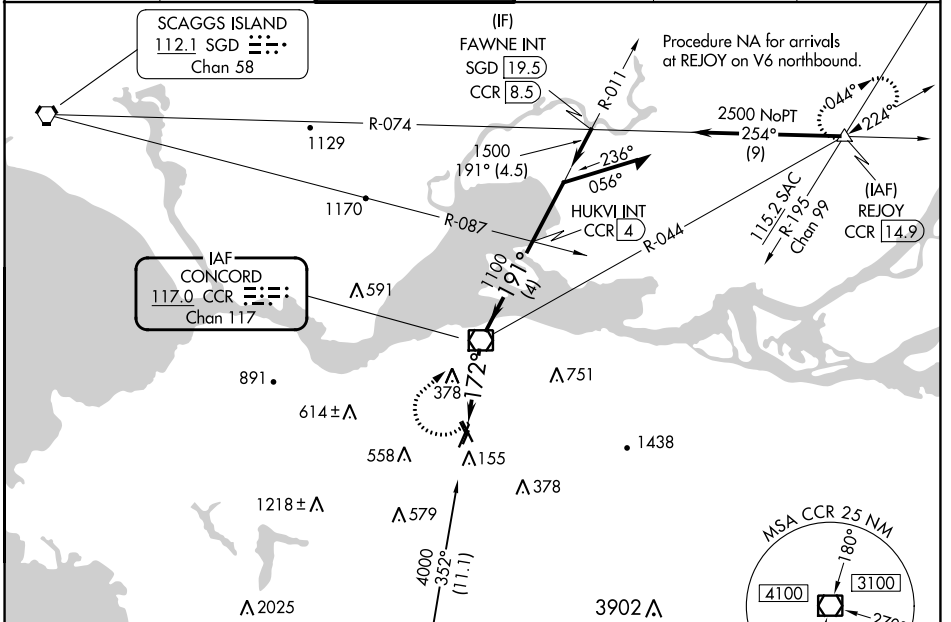 SCAGGS ISLAND
112.1 SGD
Chan 58
(IF)
FAWNE INT
SGD 19.5
CCR 8.5
R-011
Procedure NA for arrivals
at REJOY on V6 northbound.
044°
224°
R-074
2500 NoPT
254°
(9)
1129
1500
191° (4.5)
236°
056°
1170
R-087
HUKVI INT
CCR 4
R-044
115.2 SAC
R-195
Chan 99
(IAF)
REJOY
CCR 14.9
IAF
CONCORD
117.0 CCR
Chan 117
591
1100
191°
(4)
891
378
172°
751
614±
558
155
1438
1218±
579
378
4000
352°
(11.1)
MSA CCR 25 NM
180°
4100
3100
270°
2025
3902